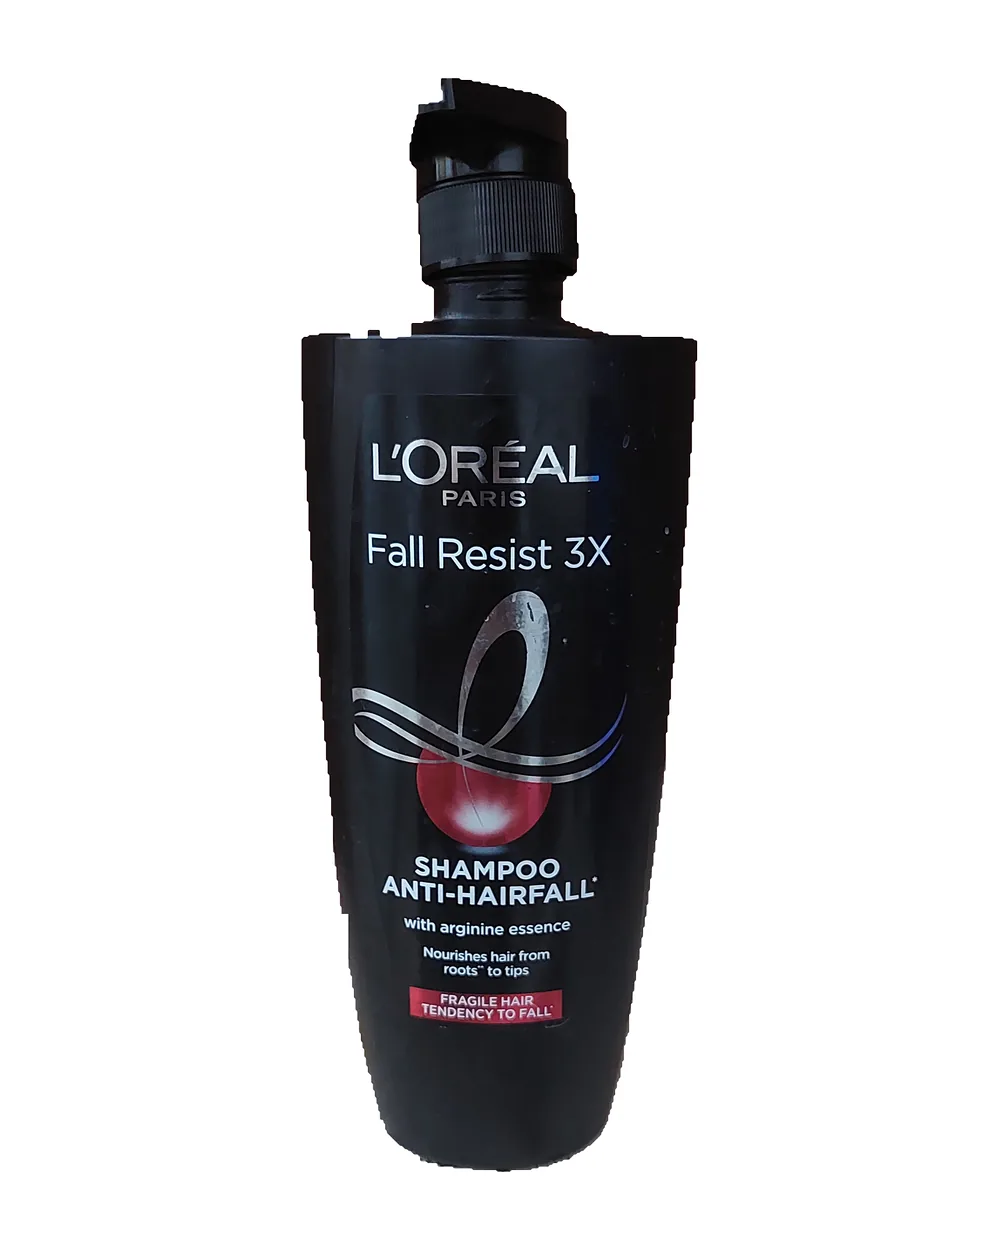 L'ORÉAL
PARIS
Fall Resist 3X
SHAMPOO
ANTI-HAIRFALL*
with arginine essence
Nourishes hair from
roots** to tips
FRAGILE HAIR
TENDENCY TO FALL*